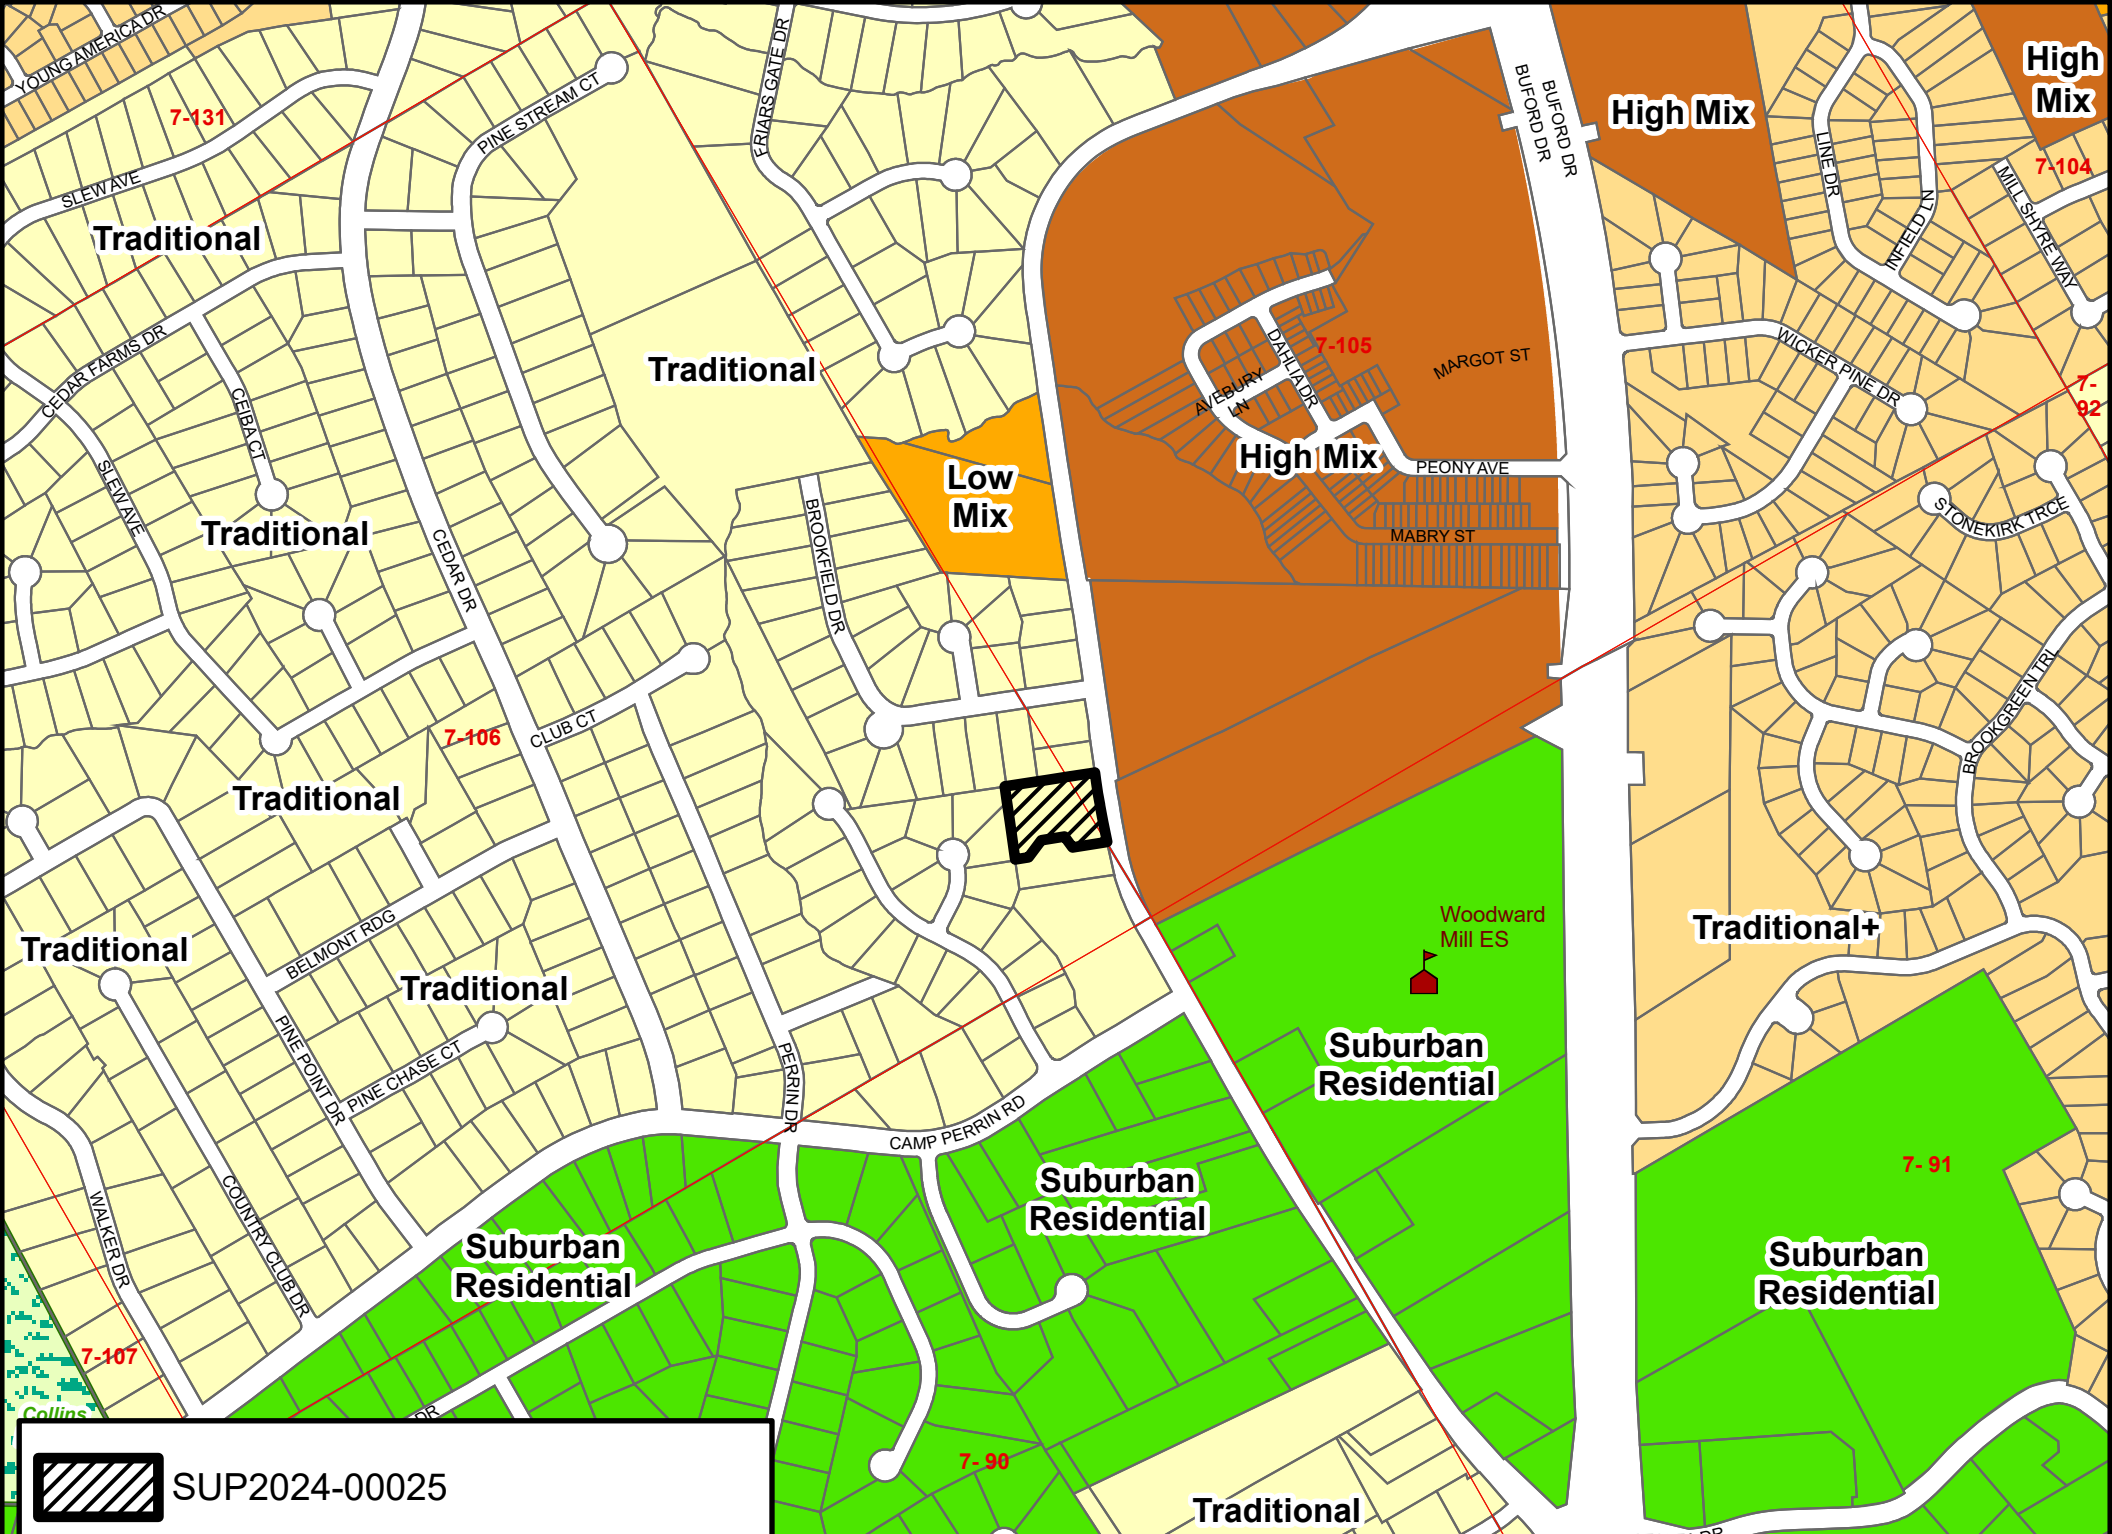 YOUNG AMERICA DR
7-131
SLEW AVE
Traditional
PINE STREAM CT
FRIARS GATE DR
BUFORD DR
BUFORD DR
High Mix
High
Mix
LINE DR
INFIELD LN
7-104
MILL SHYRE WAY
CEDAR FARMS DR
CEIBA CT
Traditional
7-105
DAHLIA DR
AVEBURY
LN
MARGOT ST
WICKER PINE DR
7-
92
High Mix
PEONY AVE
MABRY ST
Low
Mix
SLEW AVE
Traditional
CEDAR DR
BROOKFIELD DR
STONEKIRK TRCE
BROOKGREEN TRL
7-106
CLUB CT
Traditional
Traditional
BELMONT RDG
Traditional
PINE POINT DR
PINE CHASE CT
PERRIN DR
CAMP PERRIN RD
Woodward
Mill ES
Traditional+
Suburban
Residential
7- 91
Suburban
Residential
Suburban
Residential
Suburban
Residential
WALKER DR
COUNTRY CLUB DR
7-107
Collins
DR
7- 90
Traditional
DR
SUP2024-00025